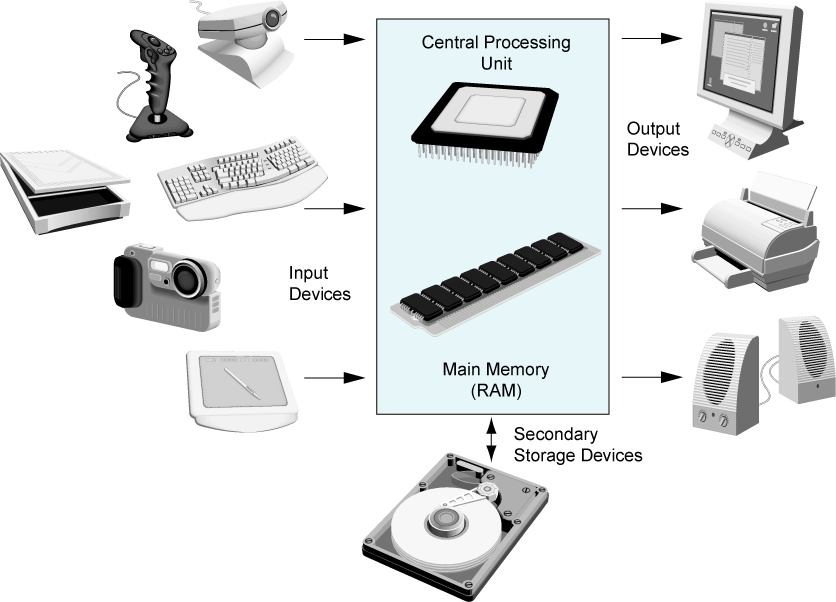 Central Processing
Unit
Output
Devices
Input
Devices
Main Memory
(RAM)
Secondary
Storage Devices